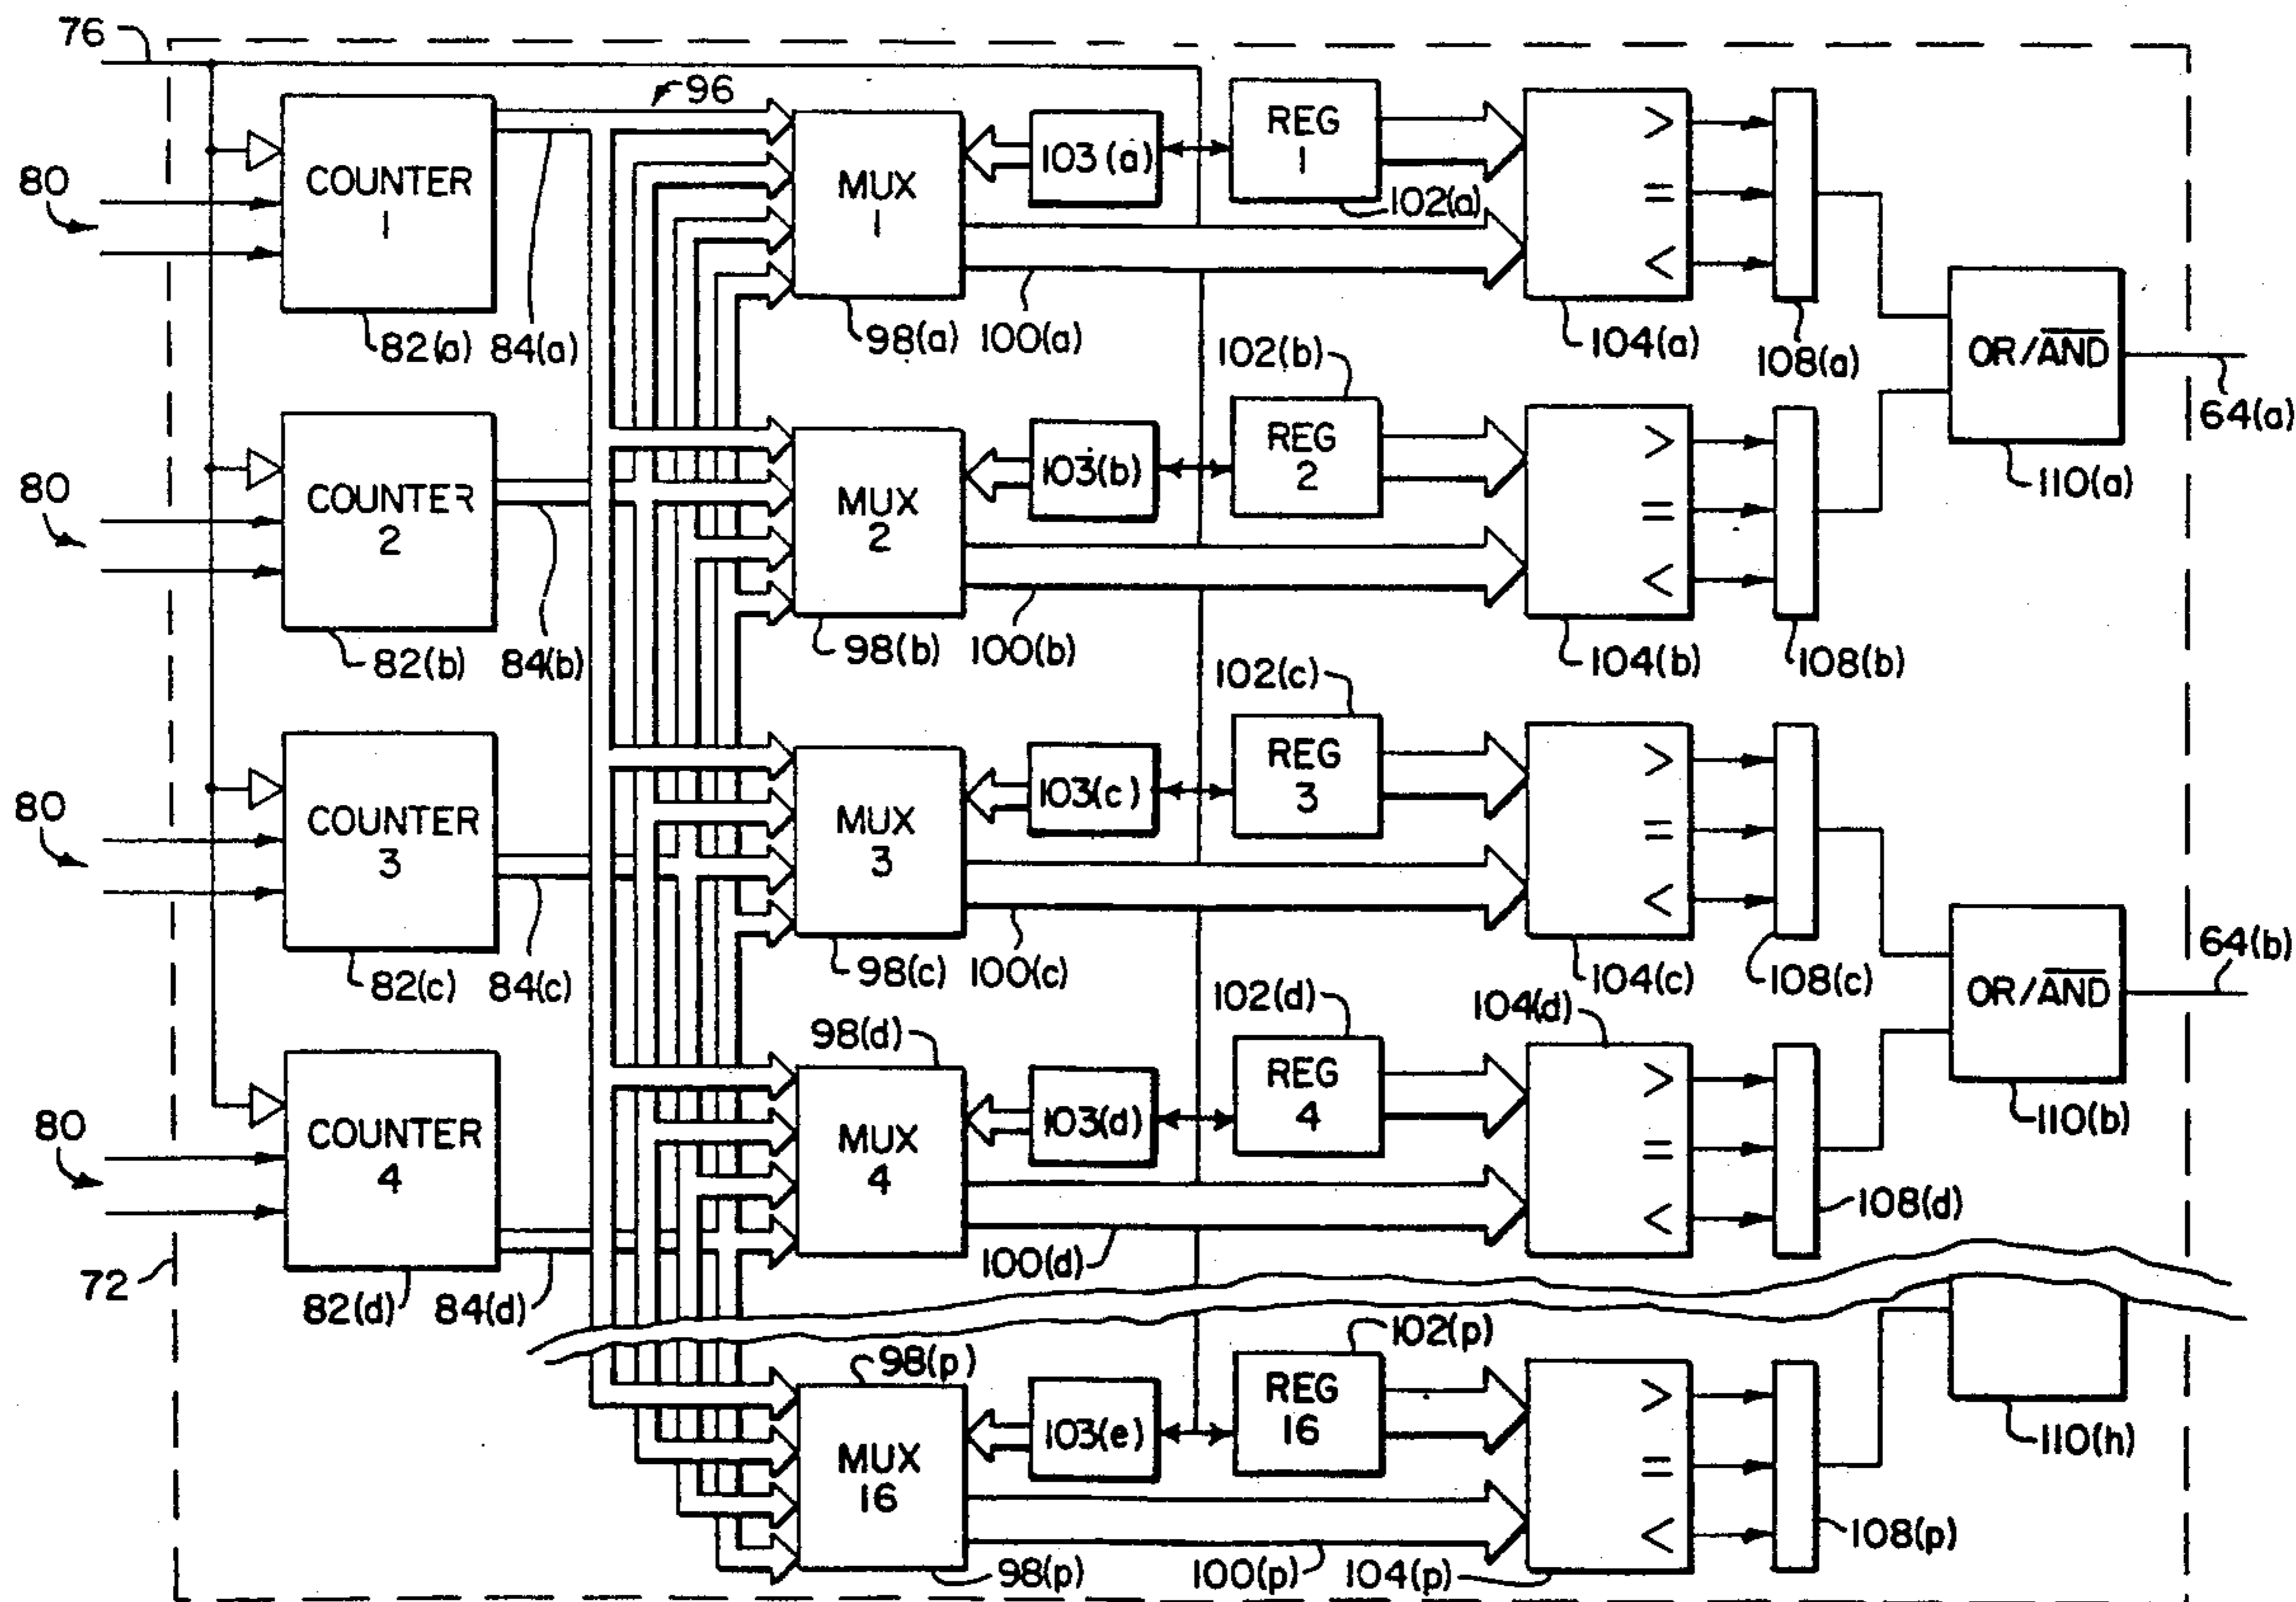 76
96
COUNTER
1
80
82(a)
84(a)
MUX
1
98(a)
100(a)
103(a)
REG
1
102(a)
>
=
<
104(a)
108(a)
OR/AND
110(a)
64(a)
80
COUNTER
2
82(b)
84(b)
MUX
2
98(b)
100(b)
103(b)
102(b)
REG
2
>
=
<
104(b)
108(b)
80
COUNTER
3
82(c)
84(c)
MUX
3
98(c)
100(c)
103(c)
102(c)
REG
3
>
=
<
104(c)
108(c)
OR/AND
110(b)
64(b)
80
COUNTER
4
72
82(d)
84(d)
98(d)
MUX
4
100(d)
103(d)
102(d)
REG
4
104(d)
>
=
<
108(d)
98(p)
MUX
16
98(p)
103(e)
102(p)
REG
16
100(p)
104(p)
>
=
<
108(p)
110(h)